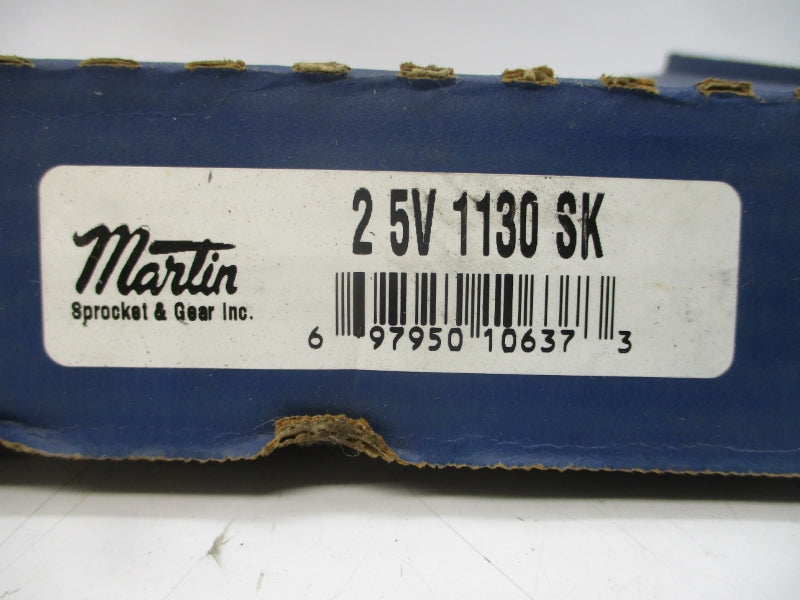 Martin
Sprocket & Gear Inc.
2 5V 1130 SK
6 97950 10637 3